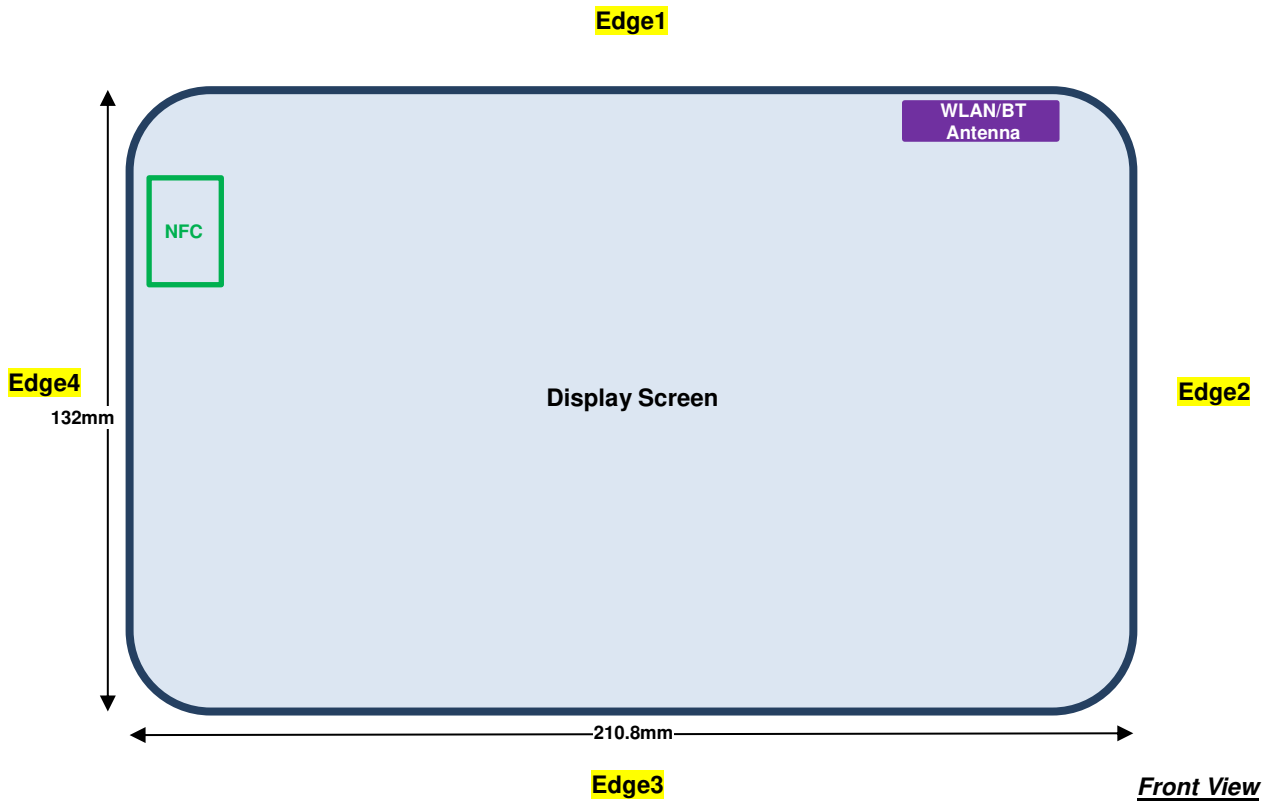 Edge1
WLAN/BT
Antenna
NFC
Edge4
132mm
Display Screen
Edge2
210.8mm
Edge3
Front View